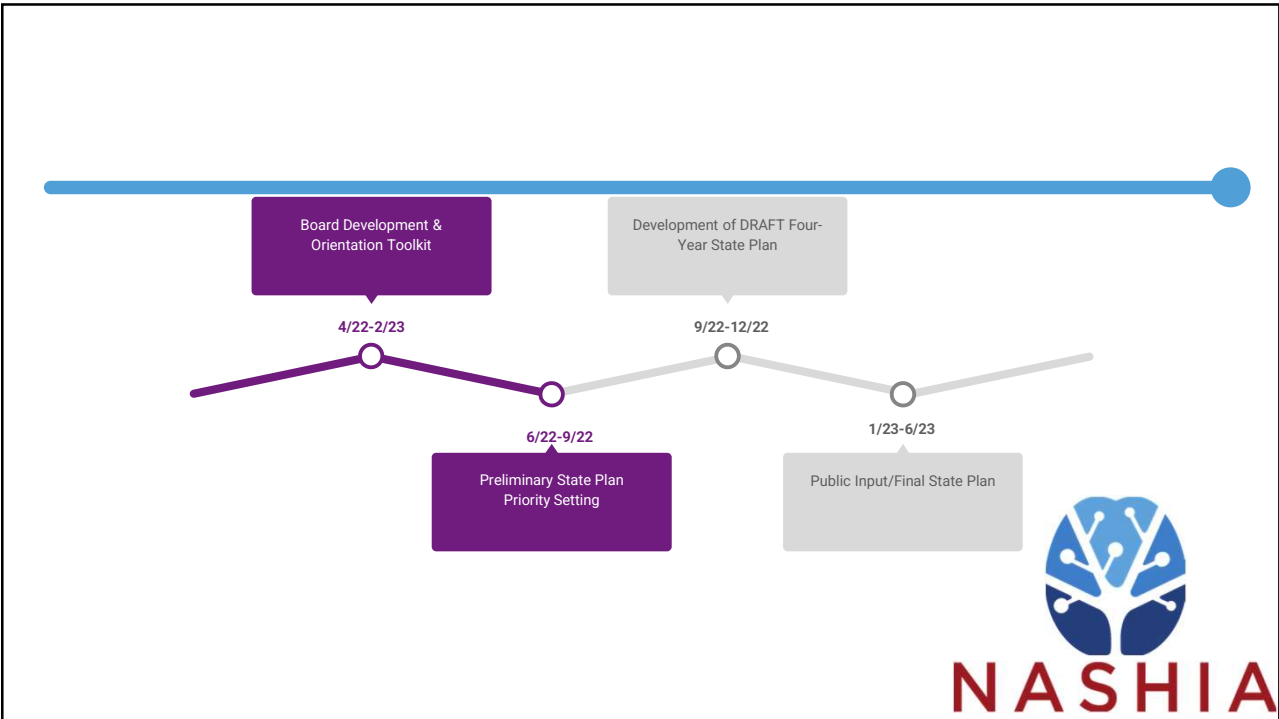 Board Development &
Orientation Toolkit
4/22-2/23
6/22-9/22
Preliminary State Plan
Priority Setting
Development of DRAFT Four-
Year State Plan
9/22-12/22
1/23-6/23
Public Input/Final State Plan
NASHIA